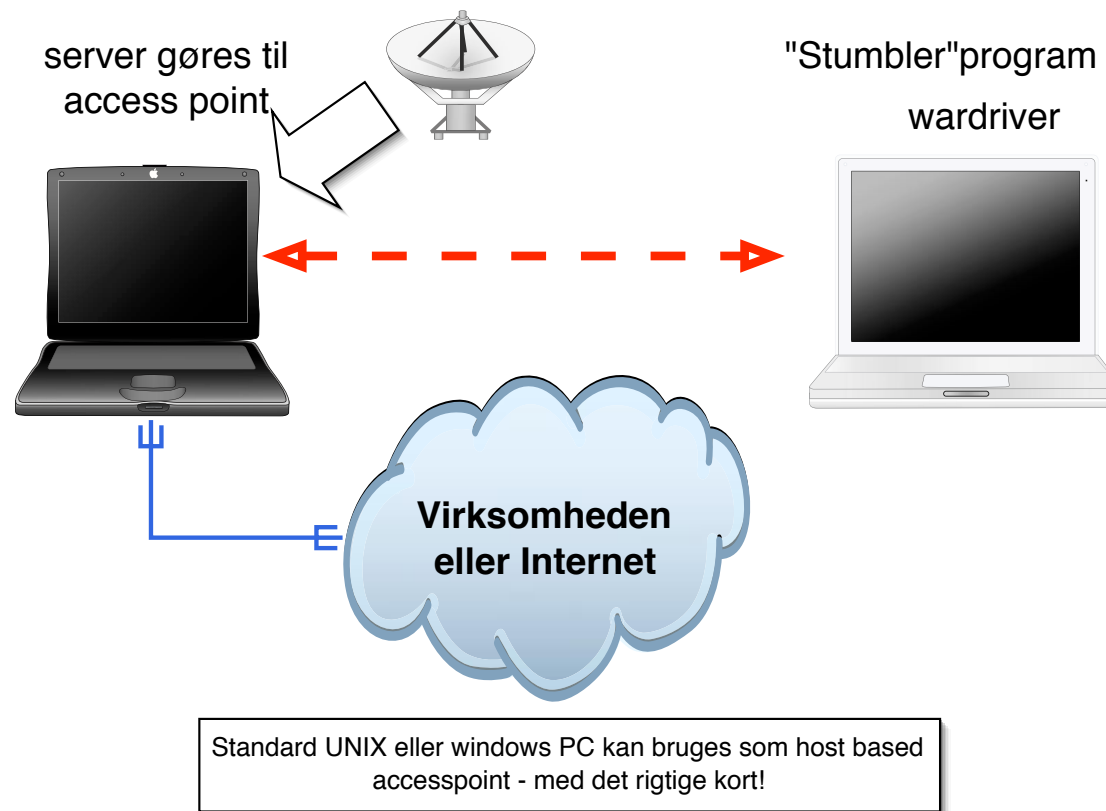 server gøres til
access point
"Stumbler"program
wardriver
Virksomheden
eller Internet
Standard UNIX eller windows PC kan bruges som host based
accesspoint - med det rigtige kort!